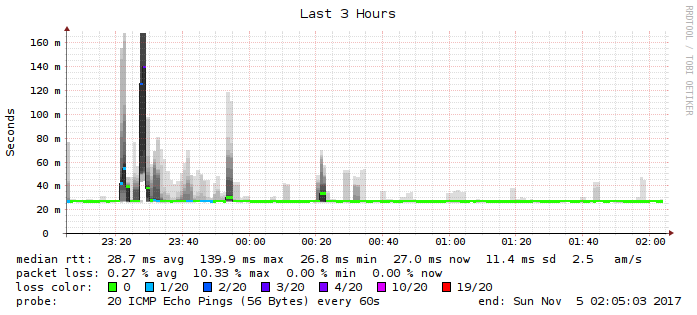 Last 3 Hours
RRDTOOL / TOBI OETIKER
Seconds
160 m
140 m
120 m
100 m
80 m
60 m
40 m
20 m
0
23:20 23:40 00:00 00:20 00:40 01:00 01:20 01:40 02:00
median rtt: 28.7 ms avg 139.9 ms max 26.8 ms min 27.0 ms now 11.4 ms sd 2.5 am/s
packet loss: 0.27 % avg 10.33 % max 0.00 % min 0.00 % now
loss color: 0 1/20 2/20 3/20 4/20 10/20 19/20
probe: 20 ICMP Echo Pings (56 Bytes) every 60s end: Sun Nov 5 02:05:03 2017